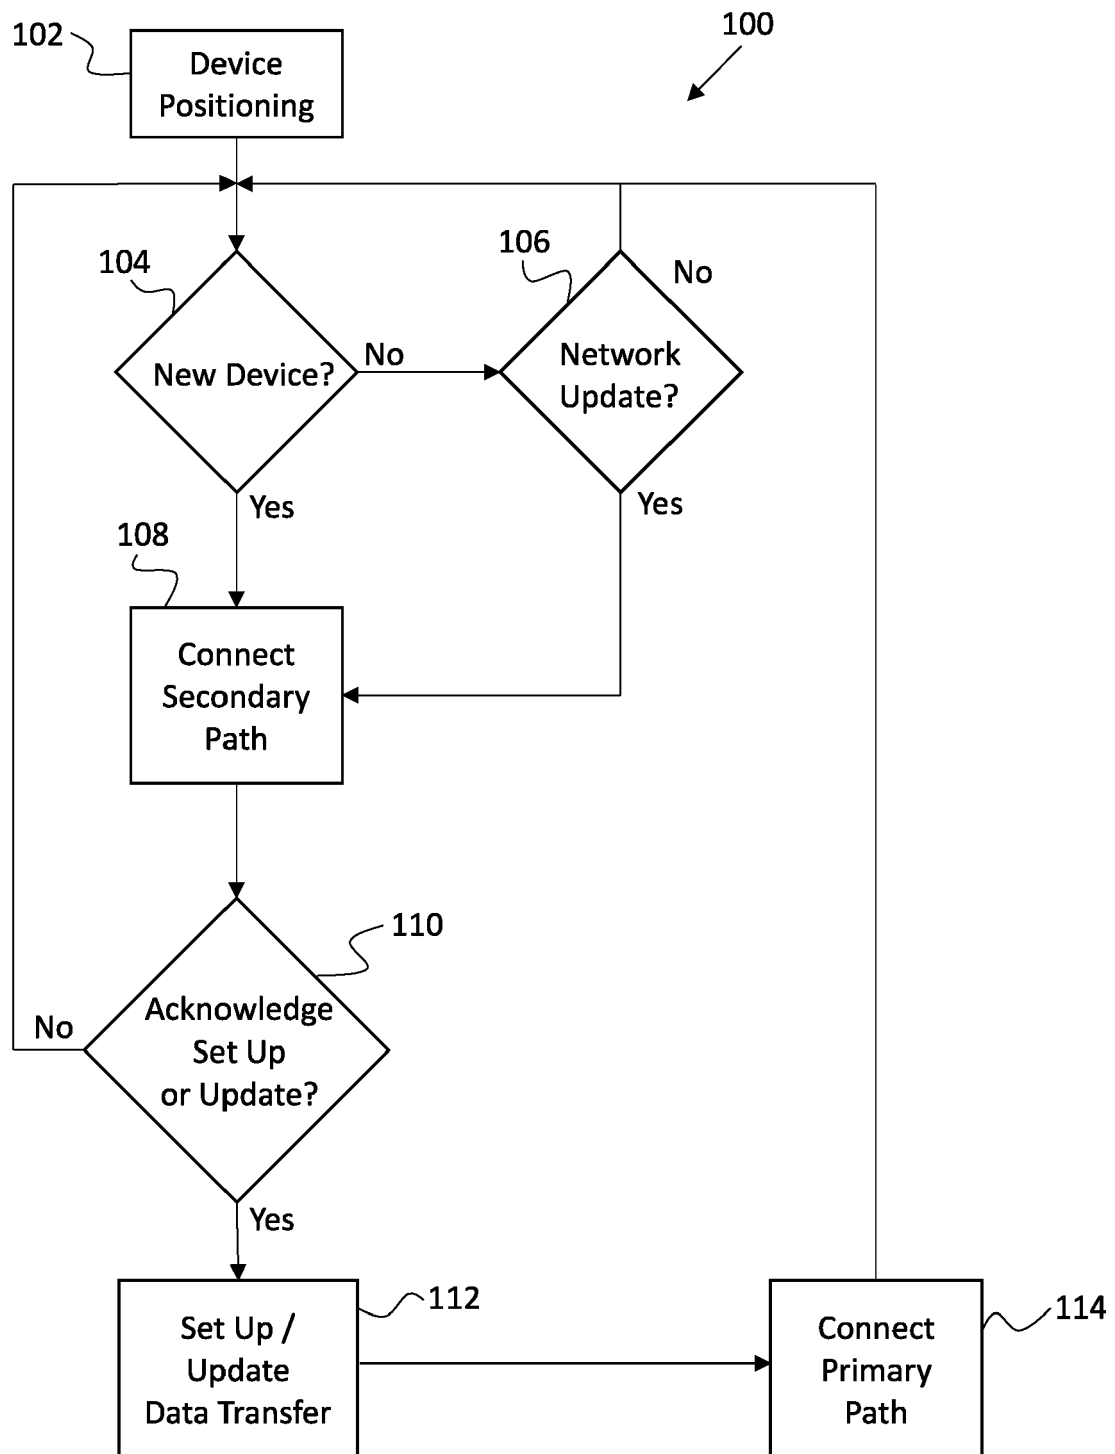 102
Device
Positioning
100
104
106
New Device?
No
Network
Update?
No
Yes
Yes
108
Connect
Secondary
Path
110
Acknowledge
Set Up
or Update?
No
Yes
Set Up /
Update
Data Transfer
112
Connect
Primary
Path
114